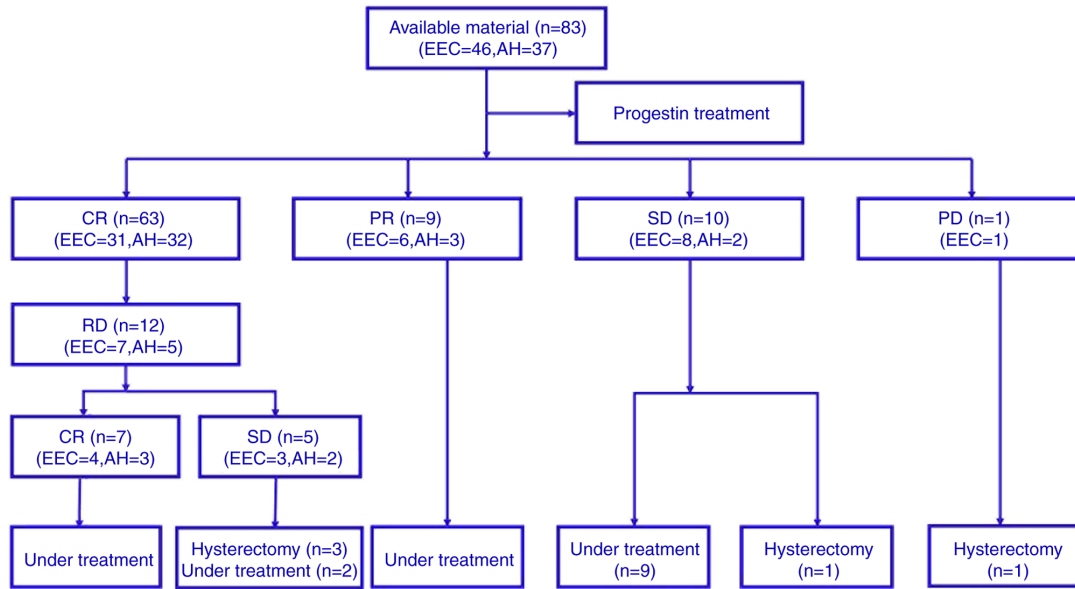 Available material (n=83)
(EEC=46,AH=37)
Progestin treatment
CR (n=63)
(EEC=31,AH=32)
PR (n=9)
(EEC=6,AH=3)
SD (n=10)
(EEC=8,AH=2)
PD (n=1)
(EEC=1)
RD (n=12)
(EEC=7,AH=5)
CR (n=7)
(EEC=4,AH=3)
SD (n=5)
(EEC=3,AH=2)
Under treatment
Hysterectomy (n=3)
Under treatment (n=2)
Under treatment
Under treatment
(n=9)
Hysterectomy
(n=1)
Hysterectomy
(n=1)